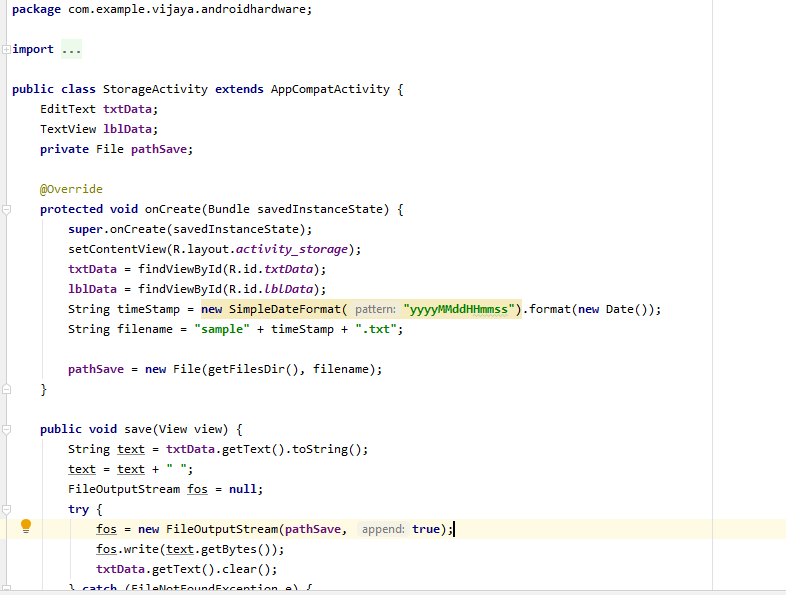 package com.example.vijaya.androidhardware;
import ...
public class StorageActivity extends AppCompatActivity {
EditText txtData;
TextView lblData;
private File pathSave;
@Override
protected void onCreate(Bundle savedInstanceState) {
super.onCreate(savedInstanceState);
setContentView(R.layout.activity_storage);
txtData = findViewById(R.id.txtData);
lblData = findViewById(R.id.lblData);
String timeStamp = new SimpleDateFormat( pattern: "yyyyMMddHHmmss").format(new Date());
String filename = "sample" + timeStamp + ".txt";
pathSave = new File(getFilesDir(), filename);
}
public void save(View view) {
String text = txtData.getText().toString();
text = text + " ";
FileOutputStream fos = null;
try {
fos = new FileOutputStream(pathSave, append: true);
fos.write(text.getBytes());
txtData.getText().clear();
} catch (FileNotFoundException e) {